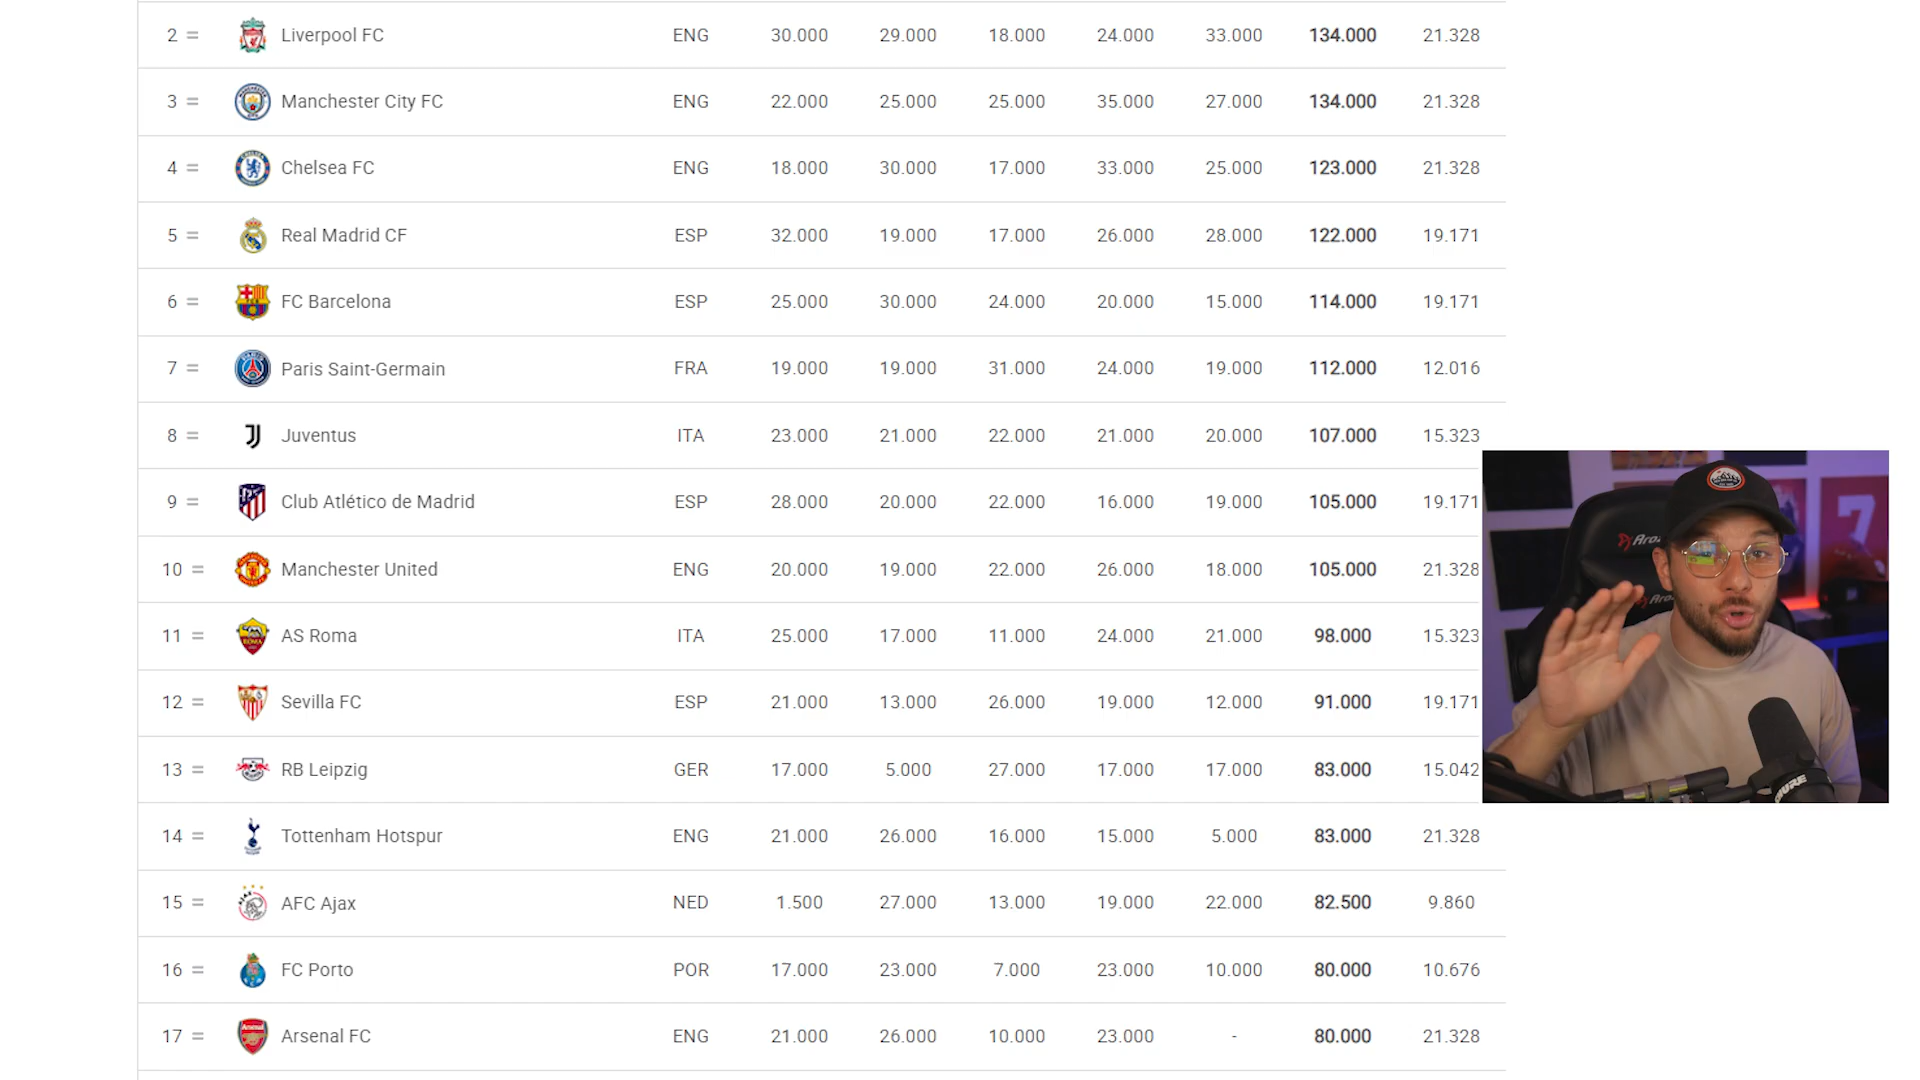 2 = Liverpool FC ENG 30.000 29.000 18.000 24.000 33.000 134.000 21.328
3 = Manchester City FC ENG 22.000 25.000 25.000 35.000 27.000 134.000 21.328
4 = Chelsea FC ENG 18.000 30.000 17.000 33.000 25.000 123.000 21.328
5 = Real Madrid CF ESP 32.000 19.000 17.000 26.000 28.000 122.000 19.171
6 = FC Barcelona ESP 25.000 30.000 24.000 20.000 15.000 114.000 19.171
7 = Paris Saint-Germain FRA 19.000 19.000 31.000 24.000 19.000 112.000 12.016
8 = Juventus ITA 23.000 21.000 22.000 21.000 20.000 107.000 15.323
9 = Club Atlético de Madrid ESP 28.000 20.000 22.000 16.000 19.000 105.000 19.171
10 = Manchester United ENG 20.000 19.000 22.000 26.000 18.000 105.000 21.328
11 = AS Roma ITA 25.000 17.000 11.000 24.000 21.000 98.000 15.323
12 = Sevilla FC ESP 21.000 13.000 26.000 19.000 12.000 91.000 19.171
13 = RB Leipzig GER 17.000 5.000 27.000 17.000 17.000 83.000 15.042
14 = Tottenham Hotspur ENG 21.000 26.000 16.000 15.000 5.000 83.000 21.328
15 = AFC Ajax NED 1.500 27.000 13.000 19.000 22.000 82.500 9.860
16 = FC Porto POR 17.000 23.000 7.000 23.000 10.000 80.000 10.676
17 = Arsenal FC ENG 21.000 26.000 10.000 23.000 - 80.000 21.328
7